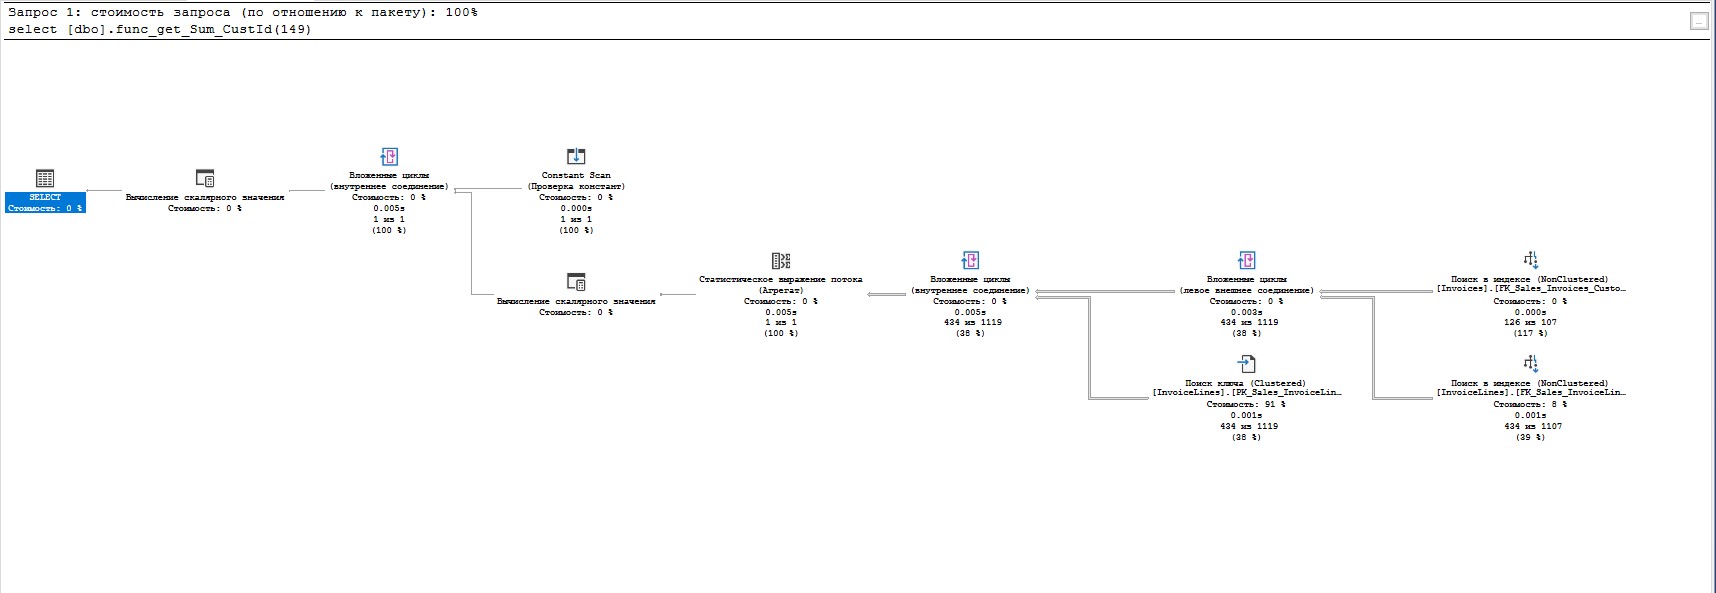 Запрос 1: стоимость запроса (по отношению к пакету): 100%
select [dbo].func_get_Sum_CustId(149)
SELECT
Стоимость: 0 %
Вычисление скалярного значения
Стоимость: 0 %
Вложенные циклы
(внутреннее соединение)
Стоимость: 0 %
0.005s
1 из 1
(100 %)
Constant Scan
(Проверка констант)
Стоимость: 0 %
0.000s
1 из 1
(100 %)
Вычисление скалярного значения
Стоимость: 0 %
Статистическое выражение потока
(Агрегат)
Стоимость: 0 %
0.005s
1 из 1
(100 %)
Вложенные циклы
(внутреннее соединение)
Стоимость: 0 %
0.005s
434 из 1119
(38 %)
Вложенные циклы
(левое внешнее соединение)
Стоимость: 0 %
0.003s
434 из 1119
(38 %)
Поиск в индексе (NonClustered)
[Invoices].[FK_Sales_Invoices_Custo…
Стоимость: 0 %
0.000s
126 из 107
(117 %)
Поиск ключа (Clustered)
[InvoiceLines].[PK_Sales_InvoiceLin…
Стоимость: 91 %
0.001s
434 из 1119
(38 %)
Поиск в индексе (NonClustered)
[InvoiceLines].[FK_Sales_InvoiceLin…
Стоимость: 8 %
0.001s
434 из 1107
(39 %)